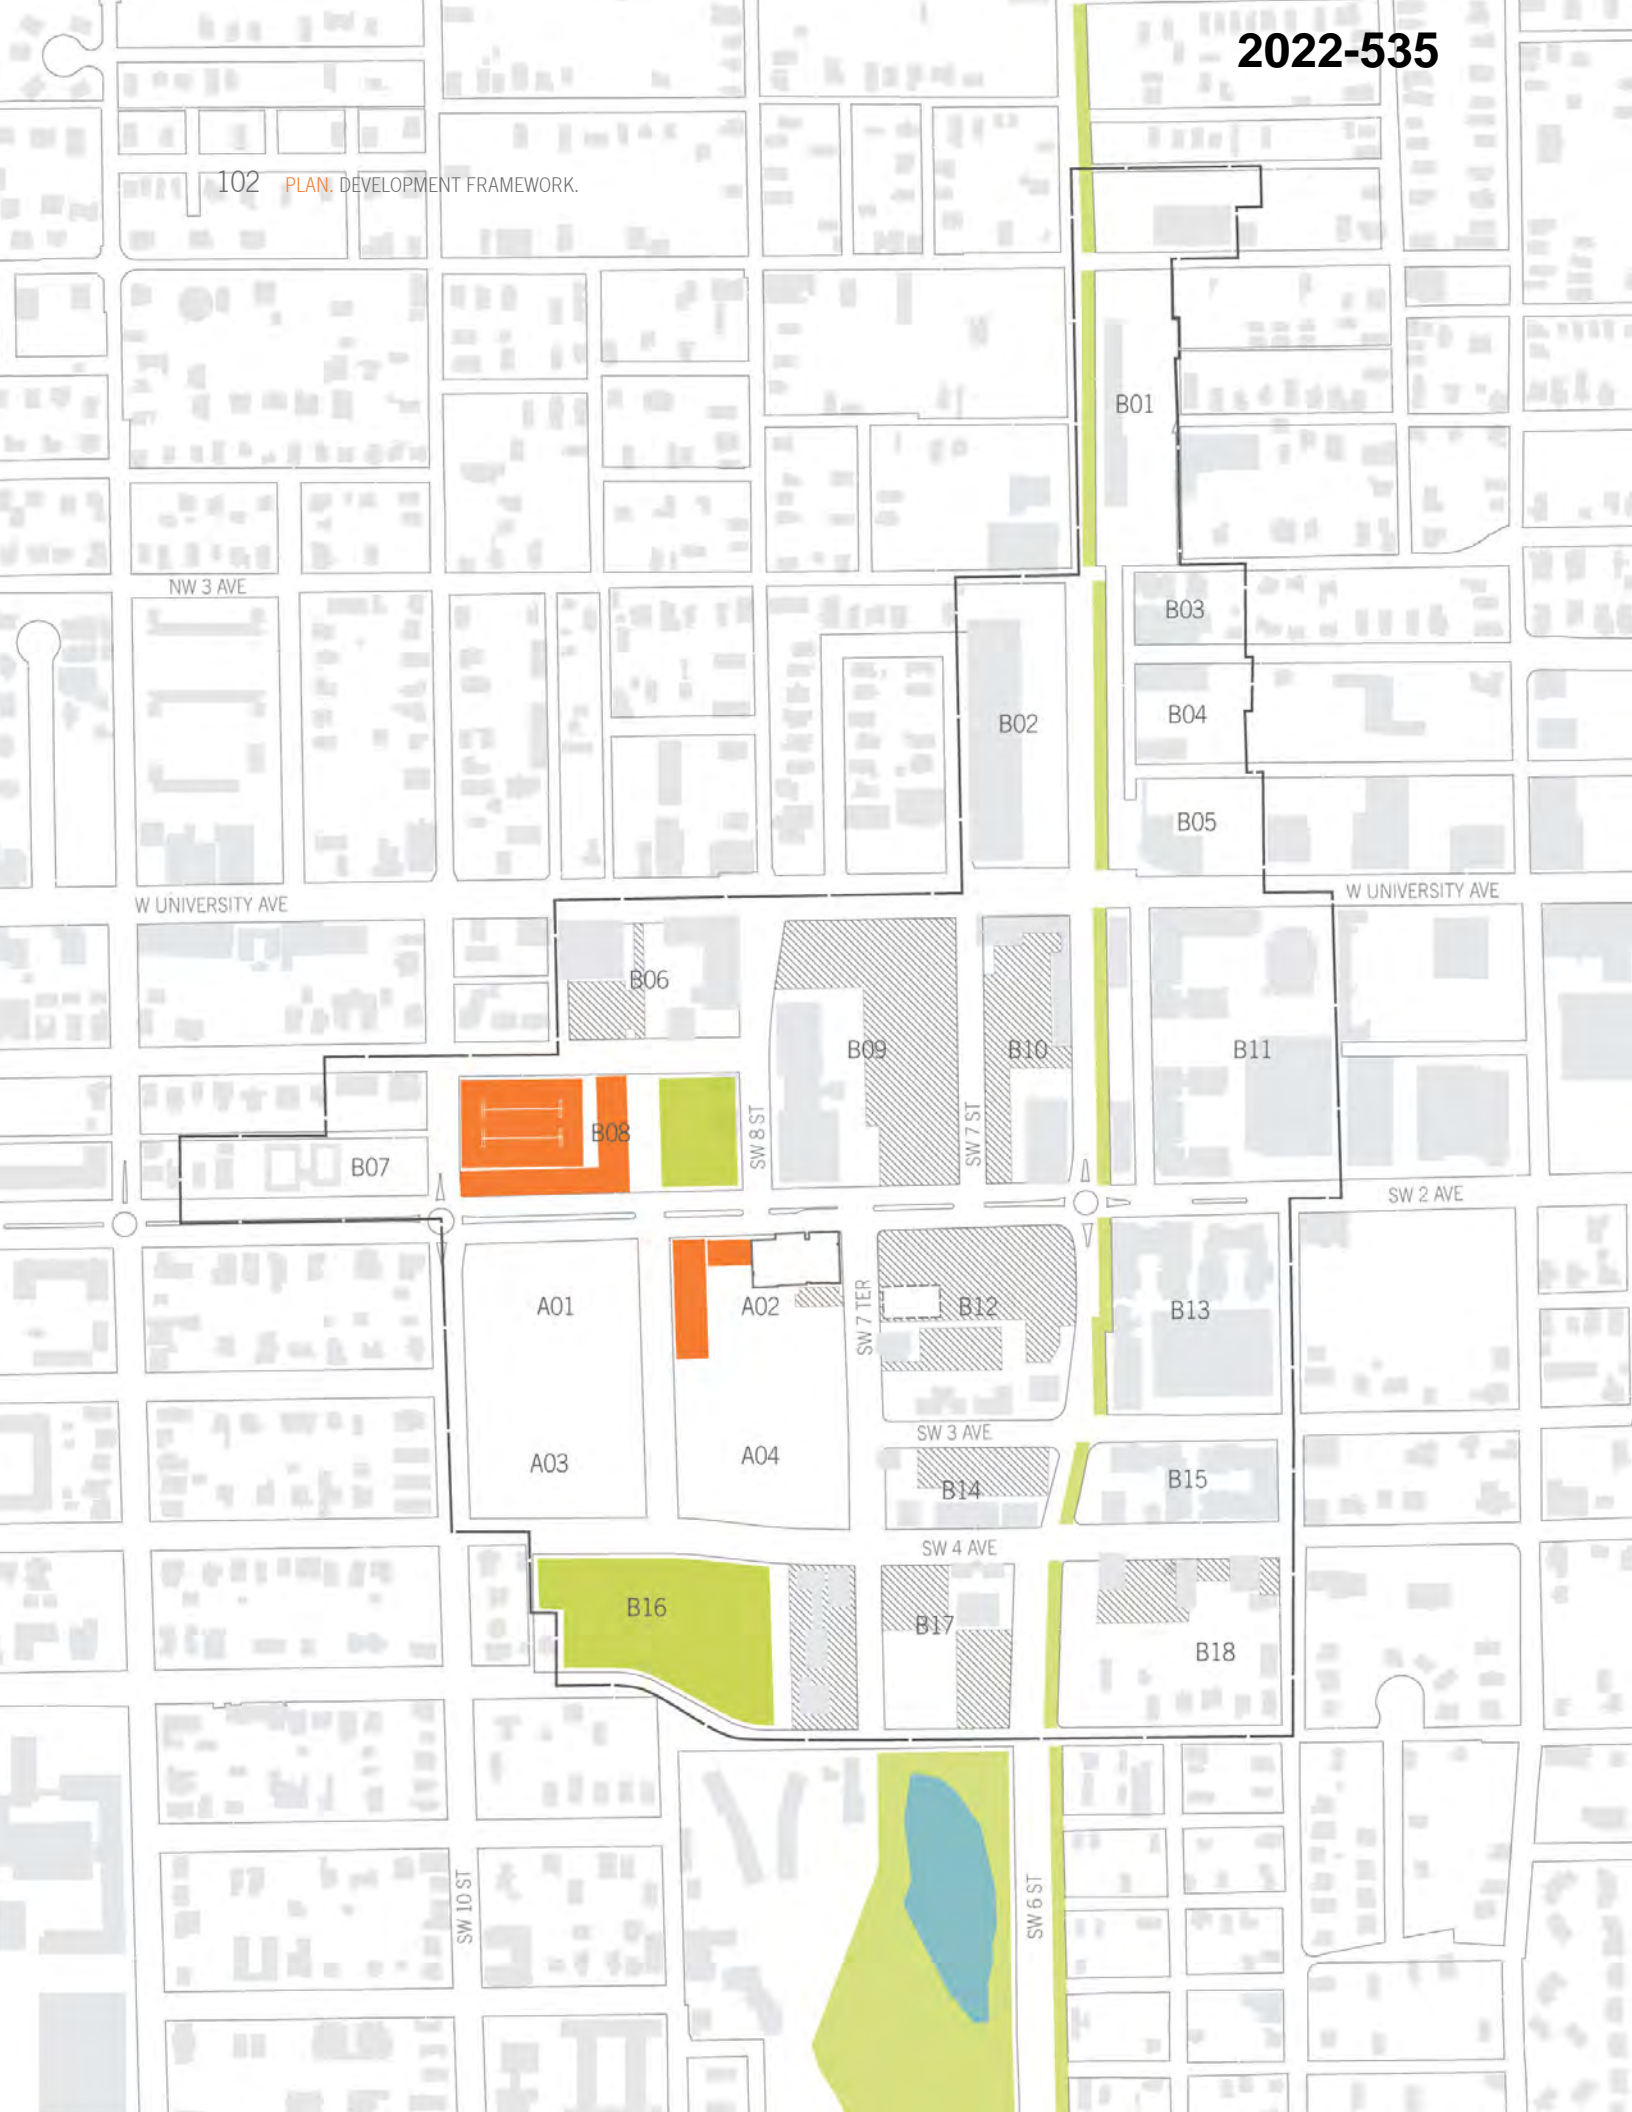 2022-535
102 PLAN. DEVELOPMENT FRAMEWORK.
B01
NW 3 AVE
B03
B02
B04
B05
W UNIVERSITY AVE
W UNIVERSITY AVE
B06
B09
B10
B11
B08
SW 8 ST
SW 7 ST
B07
SW 2 AVE
A01
A02
SW 7 TER
B12
B13
SW 3 AVE
A03
A04
B14
B15
SW 4 AVE
B16
B17
B18
SW 10 ST
SW 6 ST